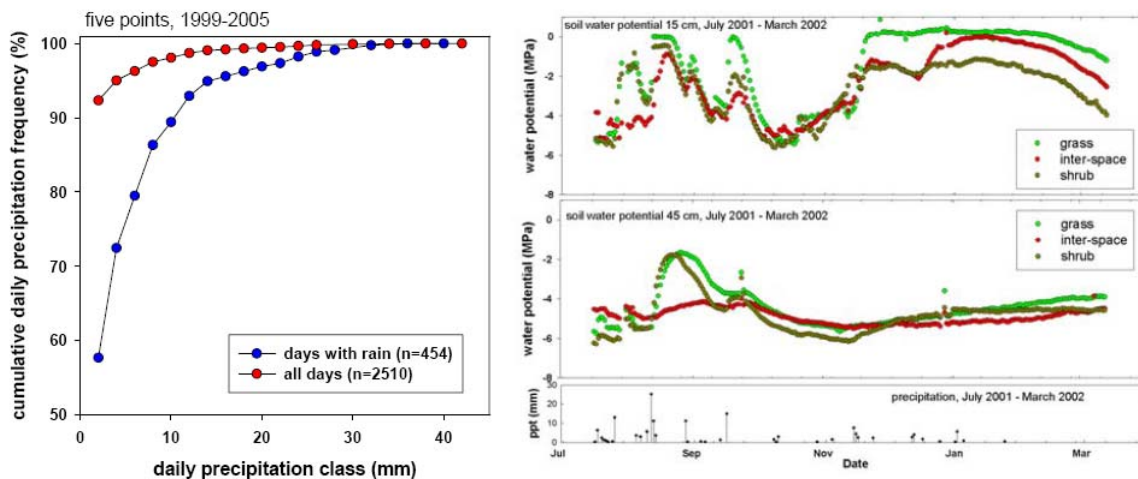 five points, 1999-2005
cumulative daily precipitation frequency (%)
100
90
80
70
60
50
0
10
20
30
40
daily precipitation class (mm)
days with rain (n=454)
all days (n=2510)
soil water potential 15 cm, July 2001 - March 2002
water potential (MPa)
0
-2
-4
-6
-8
grass
inter-space
shrub
soil water potential 45 cm, July 2001 - March 2002
water potential (MPa)
0
-2
-4
-6
-8
grass
inter-space
shrub
precipitation, July 2001 - March 2002
ppt (mm)
30
20
10
0
Jul
Sep
Nov
Jan
Mar
Date